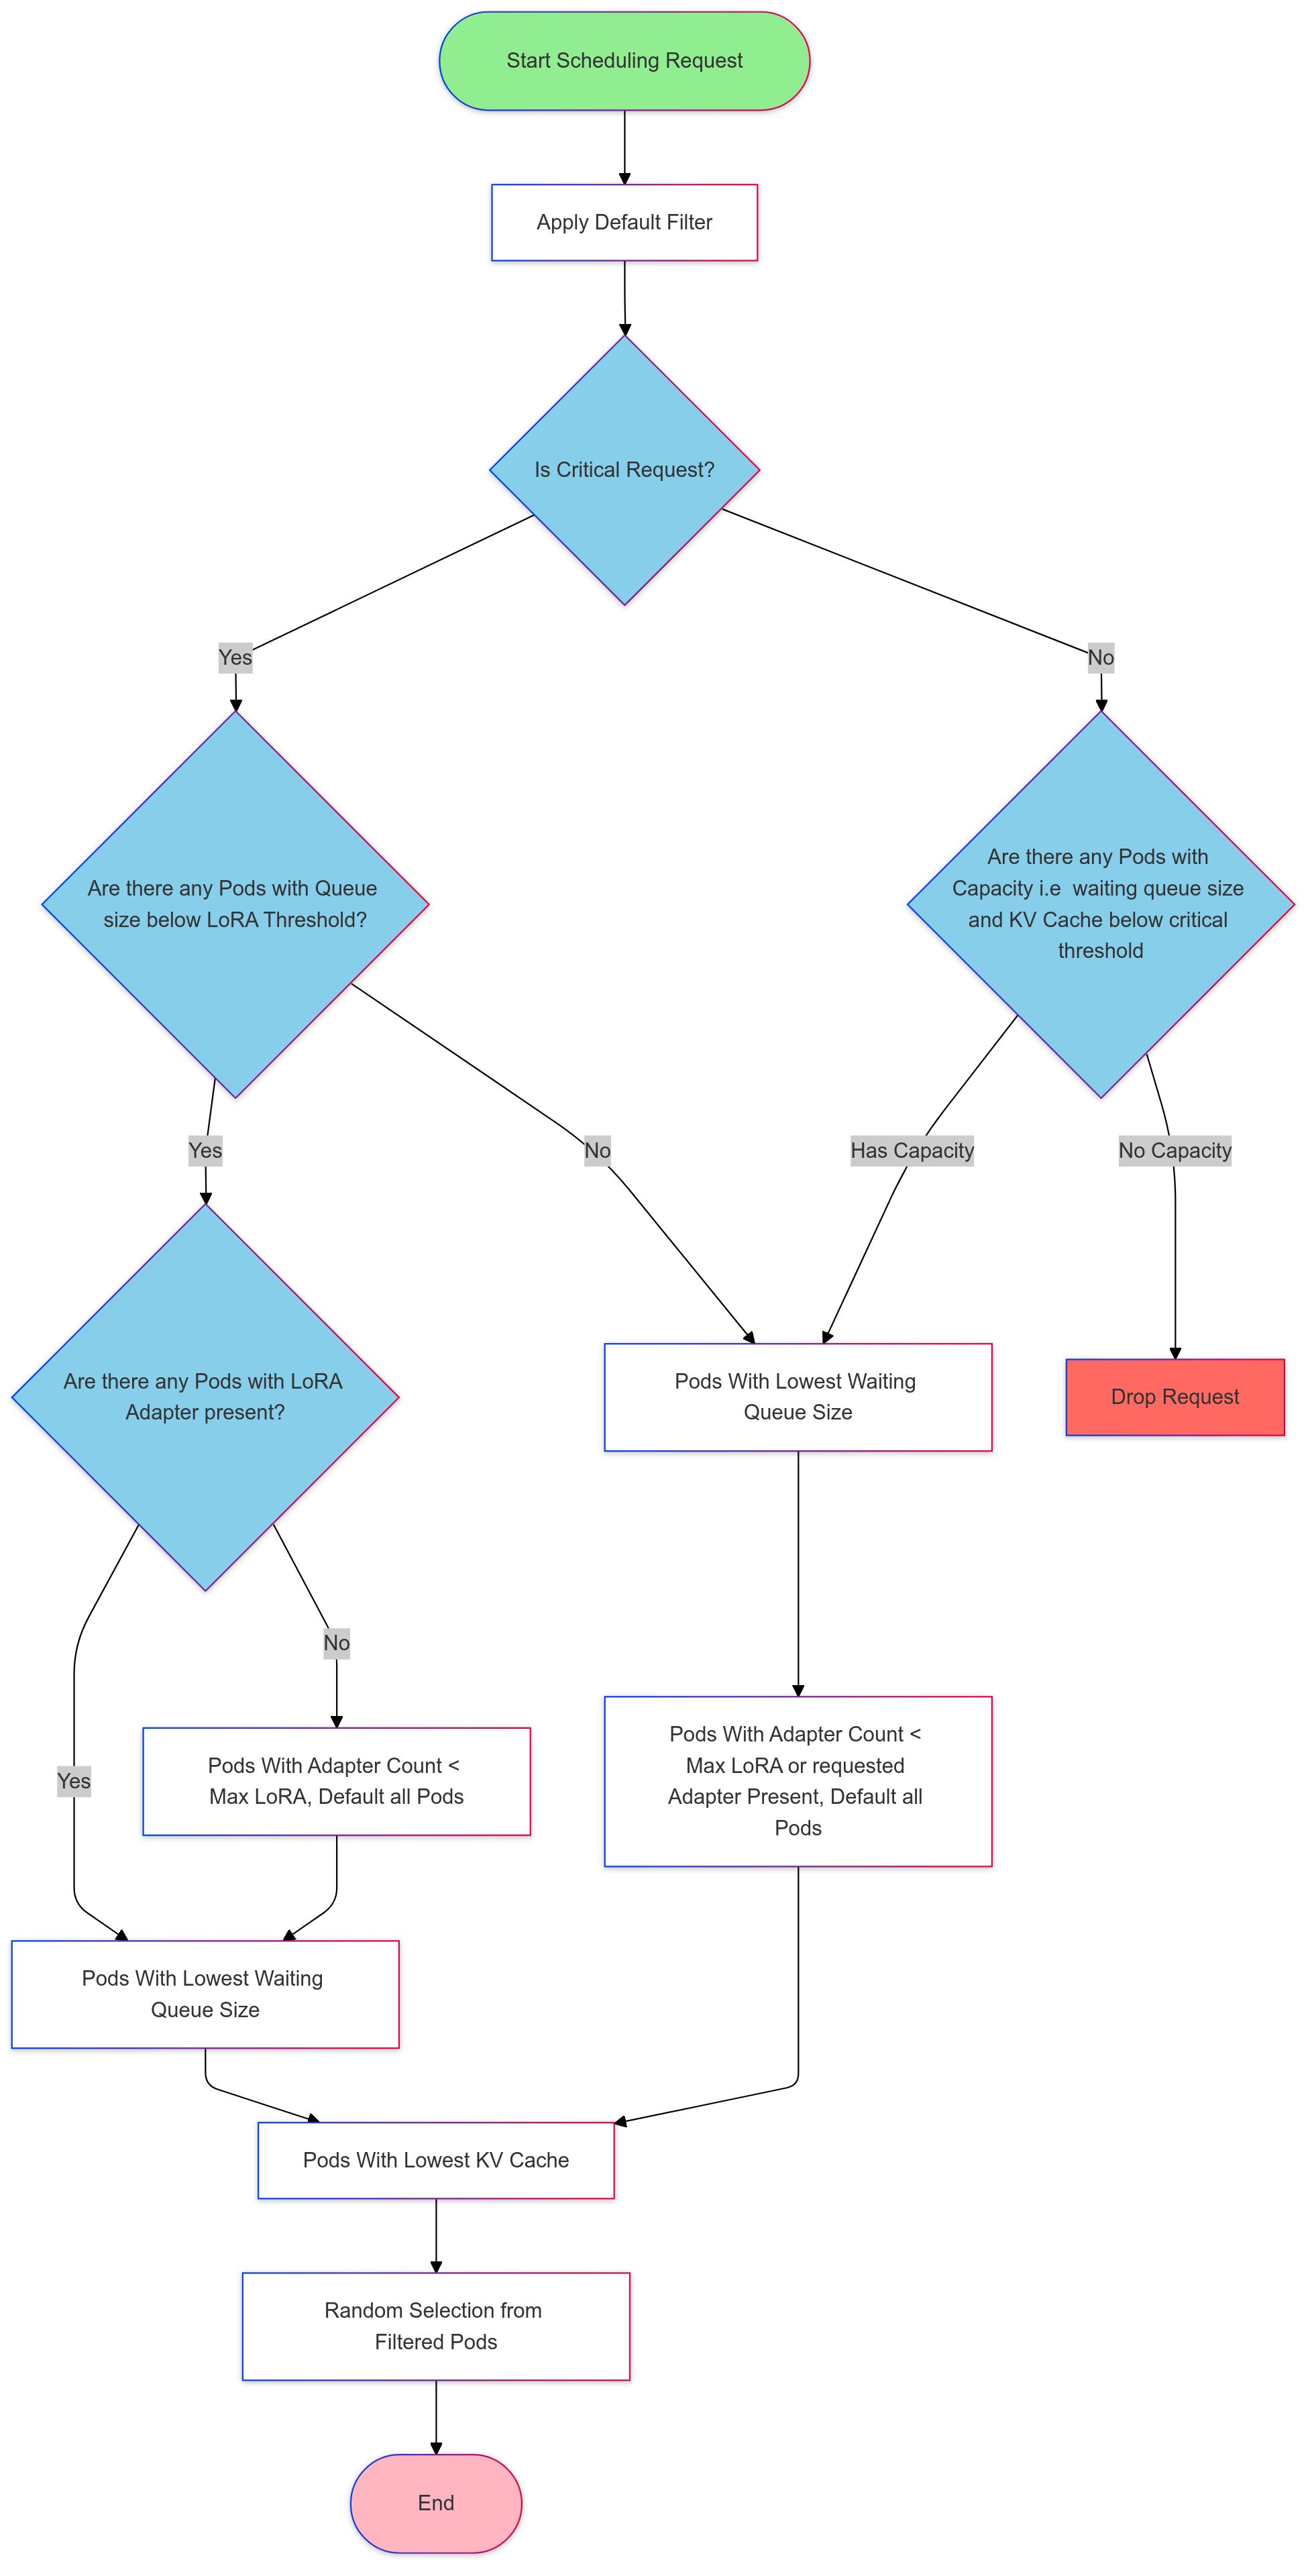 Start Scheduling Request
Apply Default Filter
Is Critical Request?
Yes
No
Are there any Pods with Queue
size below LoRA Threshold?
Are there any Pods with
Capacity i.e  waiting queue size
and KV Cache below critical
threshold
Yes
No
Has Capacity
No Capacity
Are there any Pods with LoRA
Adapter present?
Pods With Lowest Waiting
Queue Size
Drop Request
No
Yes
Pods With Adapter Count <
Max LoRA, Default all Pods
Pods With Adapter Count <
Max LoRA or requested
Adapter Present, Default all
Pods
Pods With Lowest Waiting
Queue Size
Pods With Lowest KV Cache
Random Selection from
Filtered Pods
End